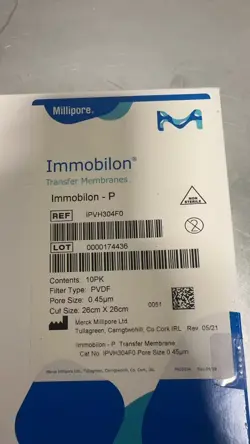 Millipore®
M
Immobilon®
Transfer Membranes
Immobilon - P
NON STERILE
REF IPVH304F0
LOT 0000174436
Contents: 10PK
Filter Type: PVDF
Pore Size: 0.45µm
Cut Size: 26cm X 26cm
0051
Merck Millipore Ltd.
Tullagreen, Carrigtwohill, Co Cork IRL Rev. 05/21
Immobilon - P Transfer Membrane
Cat No. IPVH304F0 Pore Size 0.45µm